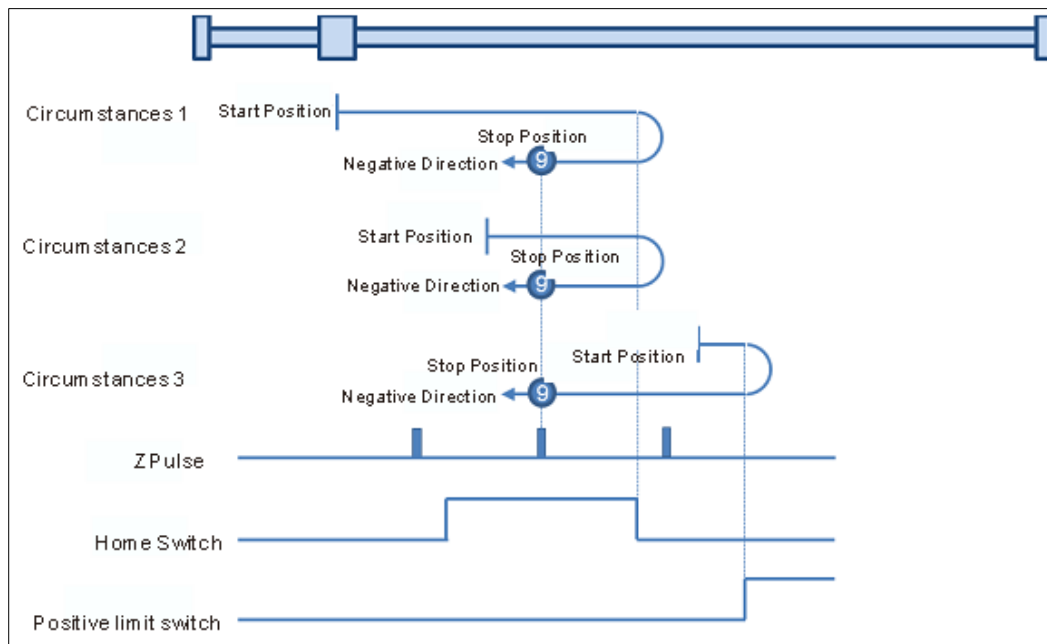 Circumstances 1
Start Position
Stop Position
Negative Direction
9
Circumstances 2
Start Position
Stop Position
Negative Direction
9
Circumstances 3
Start Position
Stop Position
Negative Direction
9
Z Pulse
Home Switch
Positive limit switch